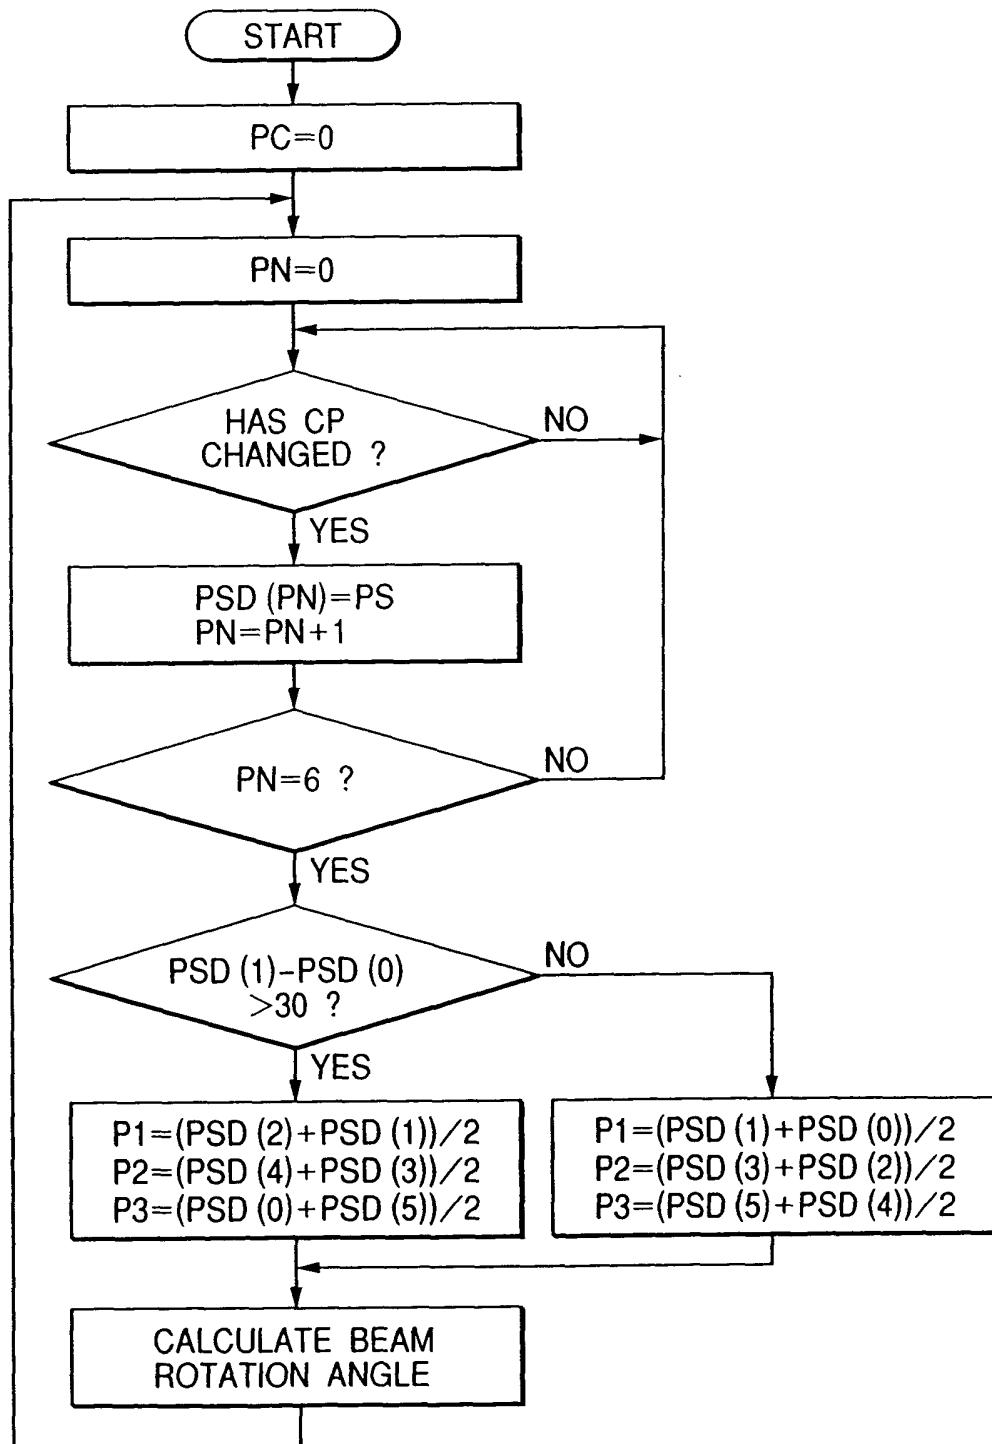 START
PC=0
PN=0
HAS CP
CHANGED ?
NO
YES
PSD (PN)=PS
PN=PN+1
PN=6 ?
NO
YES
PSD (1)-PSD (0)
>30 ?
NO
YES
P1=(PSD (2)+PSD (1))/2
P2=(PSD (4)+PSD (3))/2
P3=(PSD (0)+PSD (5))/2
P1=(PSD (1)+PSD (0))/2
P2=(PSD (3)+PSD (2))/2
P3=(PSD (5)+PSD (4))/2
CALCULATE BEAM
ROTATION ANGLE